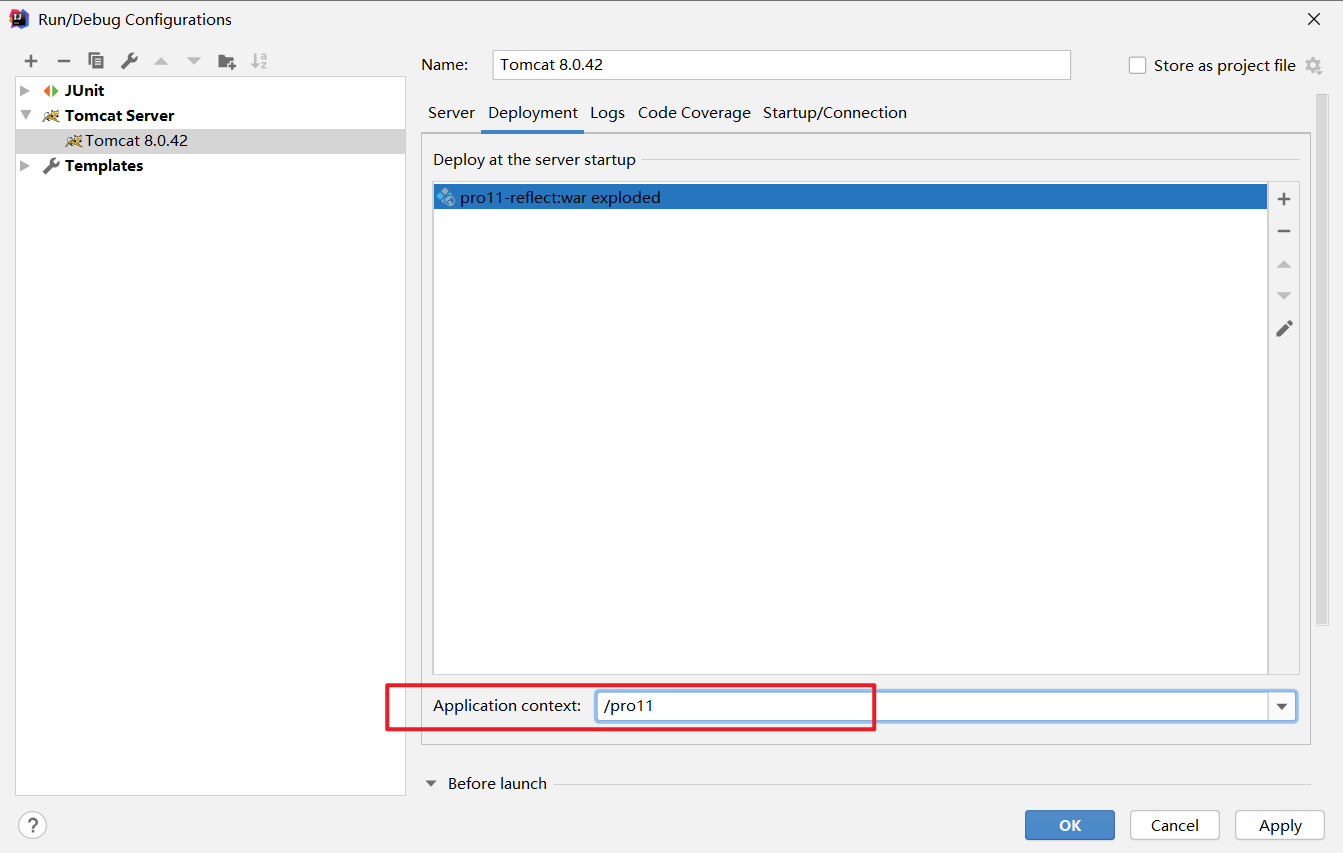 Run/Debug Configurations
JUnit
Tomcat Server
Tomcat 8.0.42
Templates
Name: Tomcat 8.0.42 Store as project file
Server Deployment Logs Code Coverage Startup/Connection
Deploy at the server startup
pro11-reflect:war exploded
Application context: /pro11
Before launch
? OK Cancel Apply